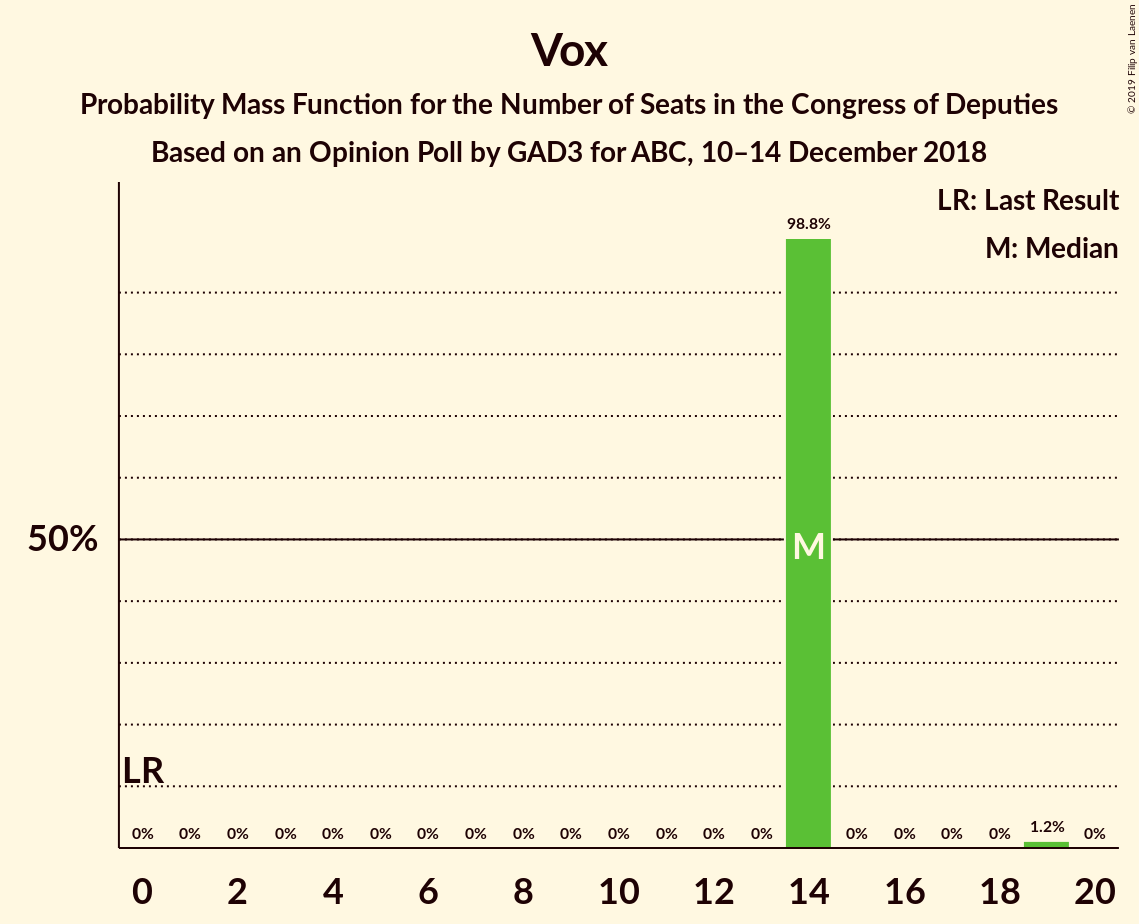 Vox
Probability Mass Function for the Number of Seats in the Congress of Deputies
Based on an Opinion Poll by GAD3 for ABC, 10–14 December 2018
© 2019 Filip van Laenen
LR: Last Result
M: Median
98.8%
50%
M
LR
0% 0% 0% 0% 0% 0% 0% 0% 0% 0% 0% 0% 0% 0% 0% 0% 0% 0% 1.2% 0%
0 2 4 6 8 10 12 14 16 18 20